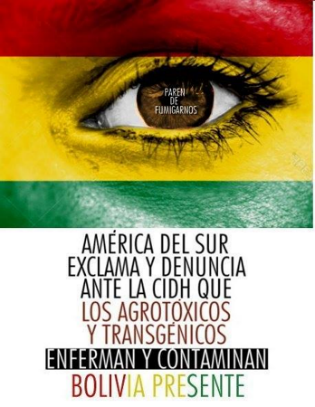 PAREN
DE
FUMIGARNOS
AMÉRICA DEL SUR
EXCLAMA Y DENUNCIA
ANTE LA CIDH QUE
LOS AGROTÓXICOS
Y TRANSGÉNICOS
ENFERMAN Y CONTAMINAN
BOLIVIA PRESENTE